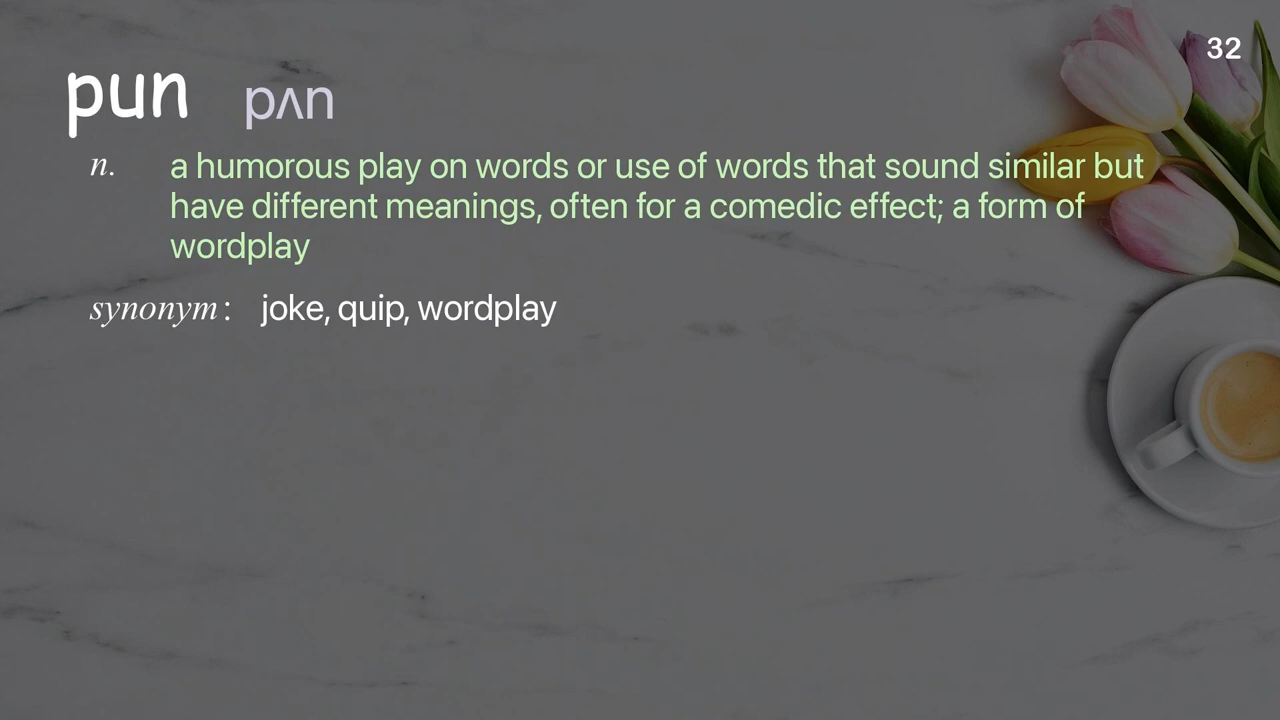 32
pun pʌn
n. a humorous play on words or use of words that sound similar but
have different meanings, often for a comedic effect; a form of
wordplay
synonym: joke, quip, wordplay